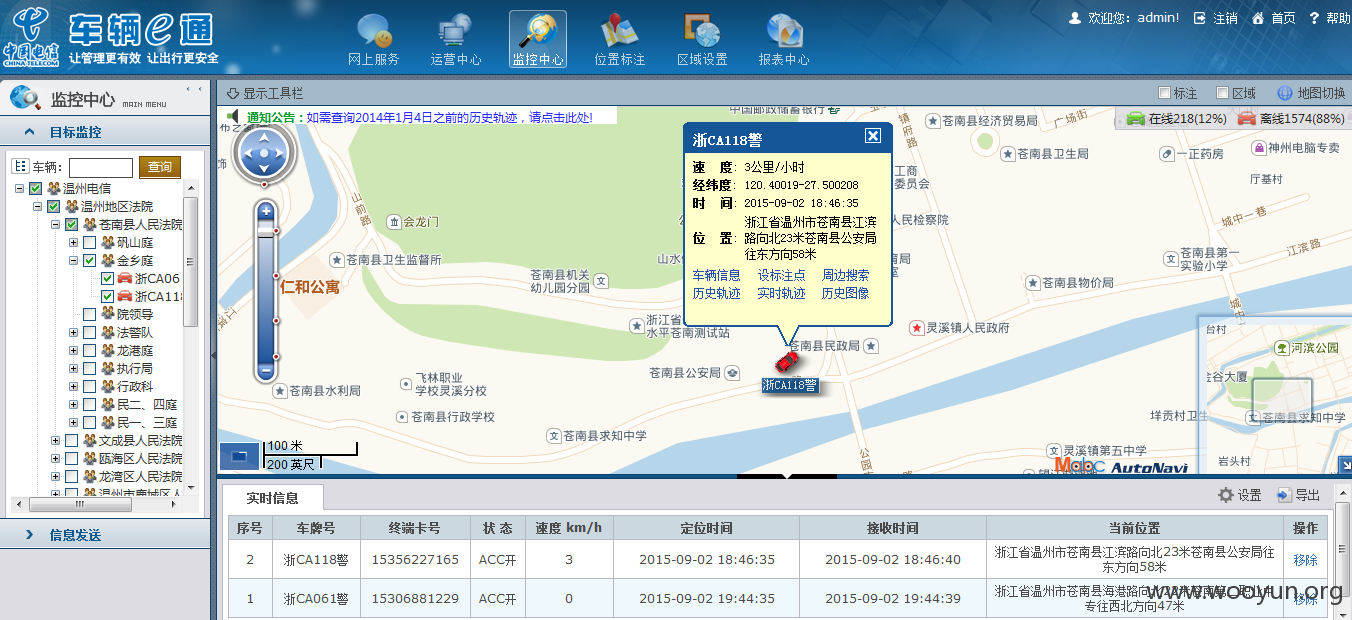 中国电信
CHINA TELECOM
车辆e通
让管理更有效 让出行更安全
网上服务
运营中心
监控中心
位置标注
区域设置
报表中心
欢迎您：admin!
注销
首页
帮助
监控中心 MAIN MENU
目标监控
车辆:
查询
温州电信
温州地区法院
苍南县人民法院
矾山庭
金乡庭
浙CA06
浙CA118
院领导
法警队
龙港庭
执行局
行政科
民二、四庭
民一、三庭
文成县人民法院
瓯海区人民法院
龙湾区人民法院
温州市鹿城区人
信息发送
显示工具栏
标注
区域
地图切换
通知公告：如需查询2014年1月4日之前的历史轨迹，请点击此处!
在线218(12%)
离线1574(88%)
中国邮政储蓄银行
镇府路
苍南县经济贸易局
广场街
苍南县卫生局
一正药房
神州电脑专卖
厅基村
工商
委员会
人民检察院
城中一巷
江滨路
苍南县第一
实验小学
苍南县物价局
会龙门
山前路
苍南县卫生监督所
仁和公寓
苍南县机关
幼儿园分园
山水
浙江省
水平苍南测试站
苍南县民政局
灵溪镇人民政府
城中
苍南县公安局
飞林职业
学校灵溪分校
苍南县水利局
苍南县行政学校
苍南县求知中学
江滨
公园
灵溪镇第五中学
垟贡村卫生
台村
河滨公园
金谷大厦
苍南县求知中学
岩头村
浙CA118警
速 度: 3公里/小时
经纬度: 120.40019-27.500208
时 间: 2015-09-02 18:46:35
位 置: 浙江省温州市苍南县江滨
路向北23米苍南县公安局
往东方向58米
车辆信息 设标注点 周边搜索
历史轨迹 实时轨迹 历史图像
浙CA118警
100 米
200 英尺
Mapbc AutoNavi
实时信息
设置
导出
序号 车牌号 终端卡号 状 态 速度 km/h 定位时间 接收时间 当前位置 操作
2 浙CA118警 15356227165 ACC开 3 2015-09-02 18:46:35 2015-09-02 18:46:40 浙江省温州市苍南县江滨路向北23米苍南县公安局往
东方向58米 移除
1 浙CA061警 15306881229 ACC开 0 2015-09-02 19:44:35 2015-09-02 19:44:39 浙江省温州市苍南县海港路向北
专往西北方向47米 移除
www.wooyun.org